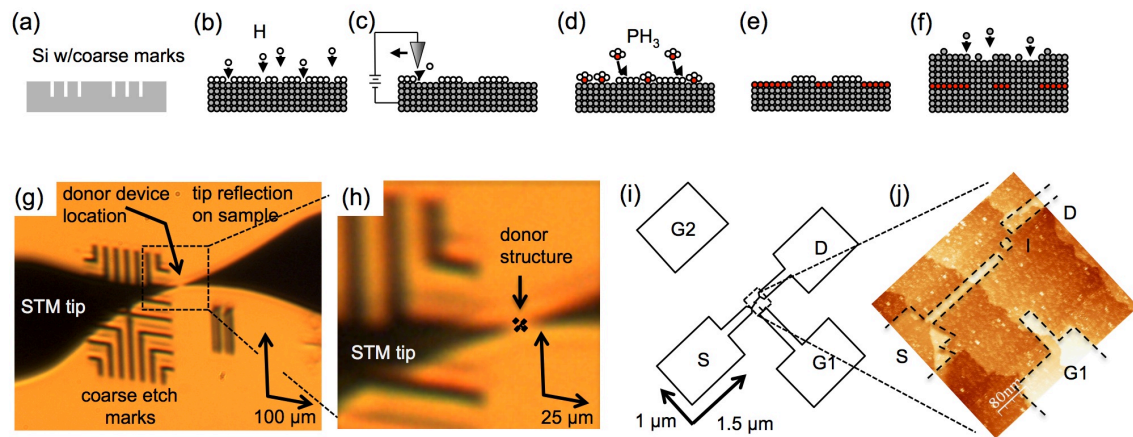 (a)
Si w/coarse marks
(b)
H
(c)
(d)
PH3
(e)
(f)
(g)
donor device
location
tip reflection
on sample
STM tip
coarse etch
marks
100 μm
(h)
donor
structure
STM tip
25 μm
(i)
G2
D
S
G1
1 μm
1.5 μm
(j)
D
I
S
G1
80nm